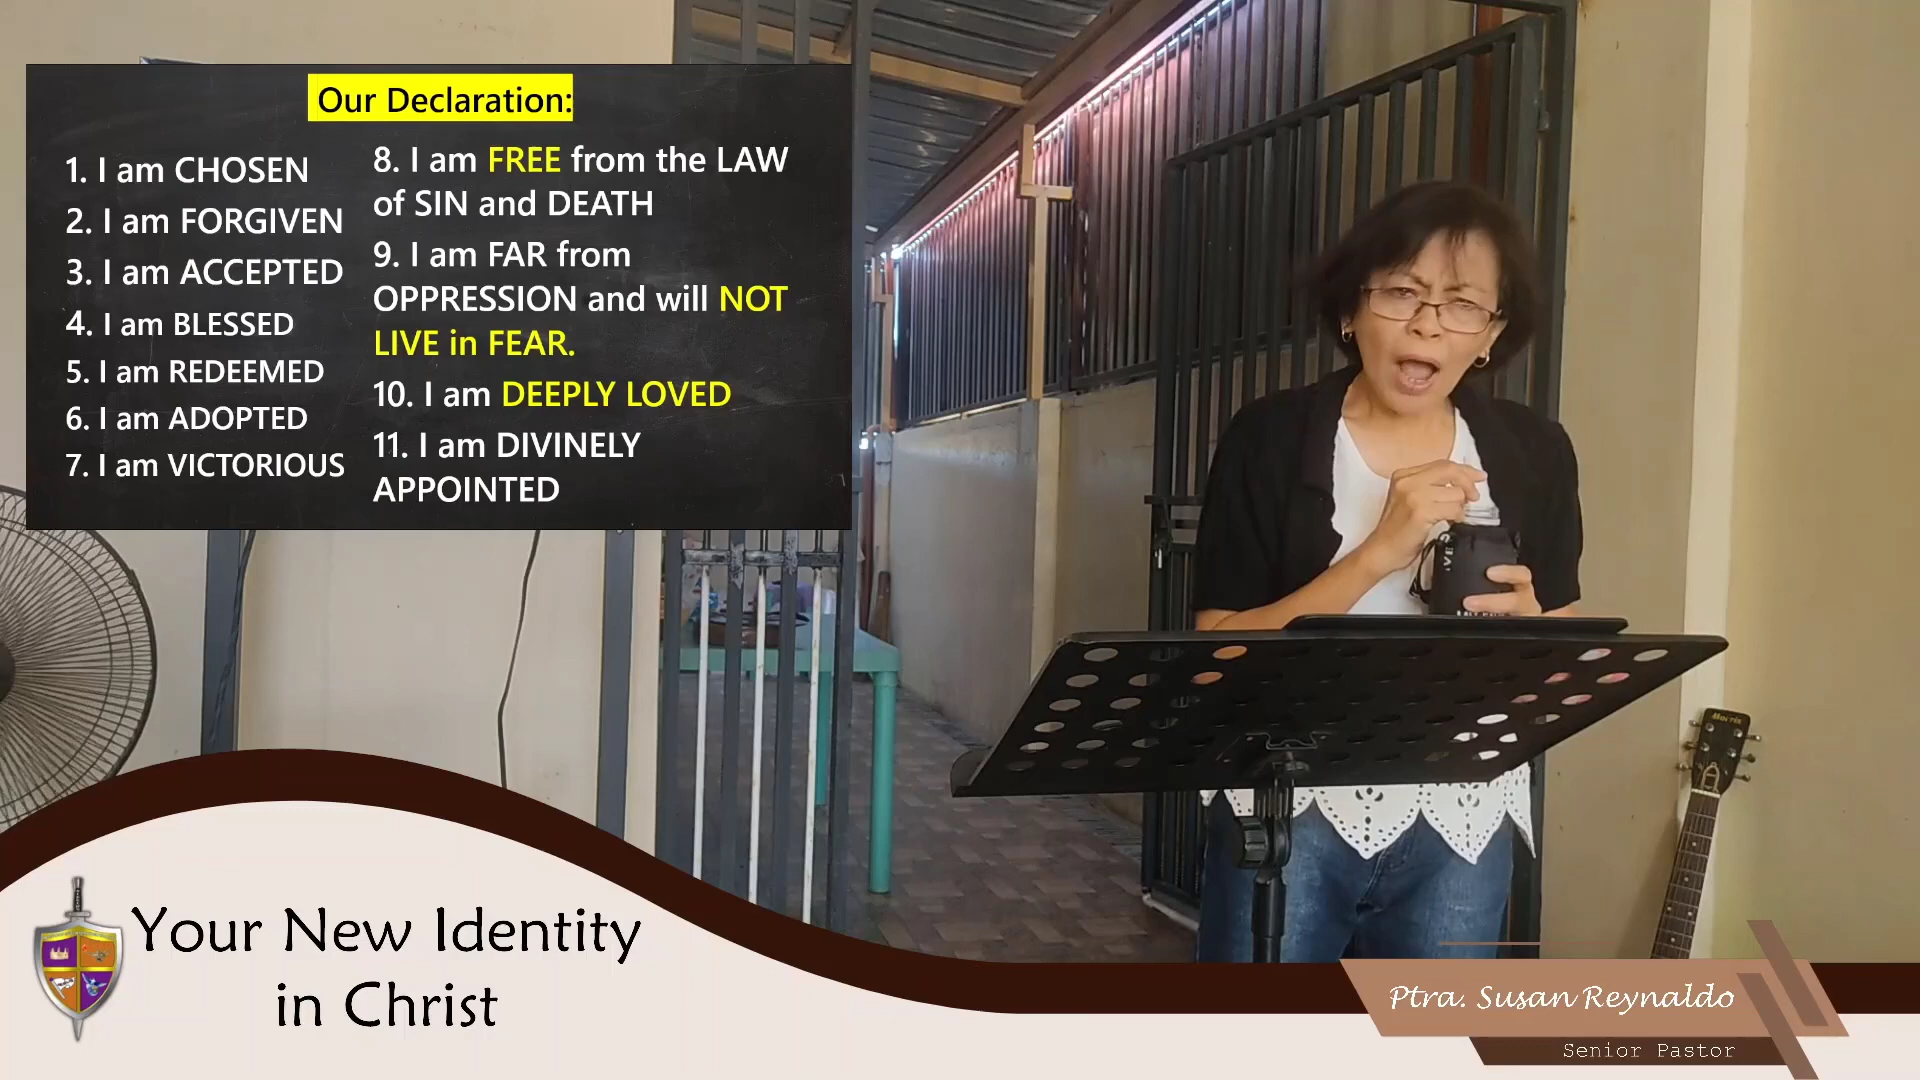 Our Declaration:
1. I am CHOSEN
2. I am FORGIVEN
3. I am ACCEPTED
4. I am BLESSED
5. I am REDEEMED
6. I am ADOPTED
7. I am VICTORIOUS
8. I am FREE from the LAW
of SIN and DEATH
9. I am FAR from
OPPRESSION and will NOT
LIVE in FEAR.
10. I am DEEPLY LOVED
11. I am DIVINELY
APPOINTED
Your New Identity
in Christ
Ptra. Susan Reynaldo
Senior Pastor